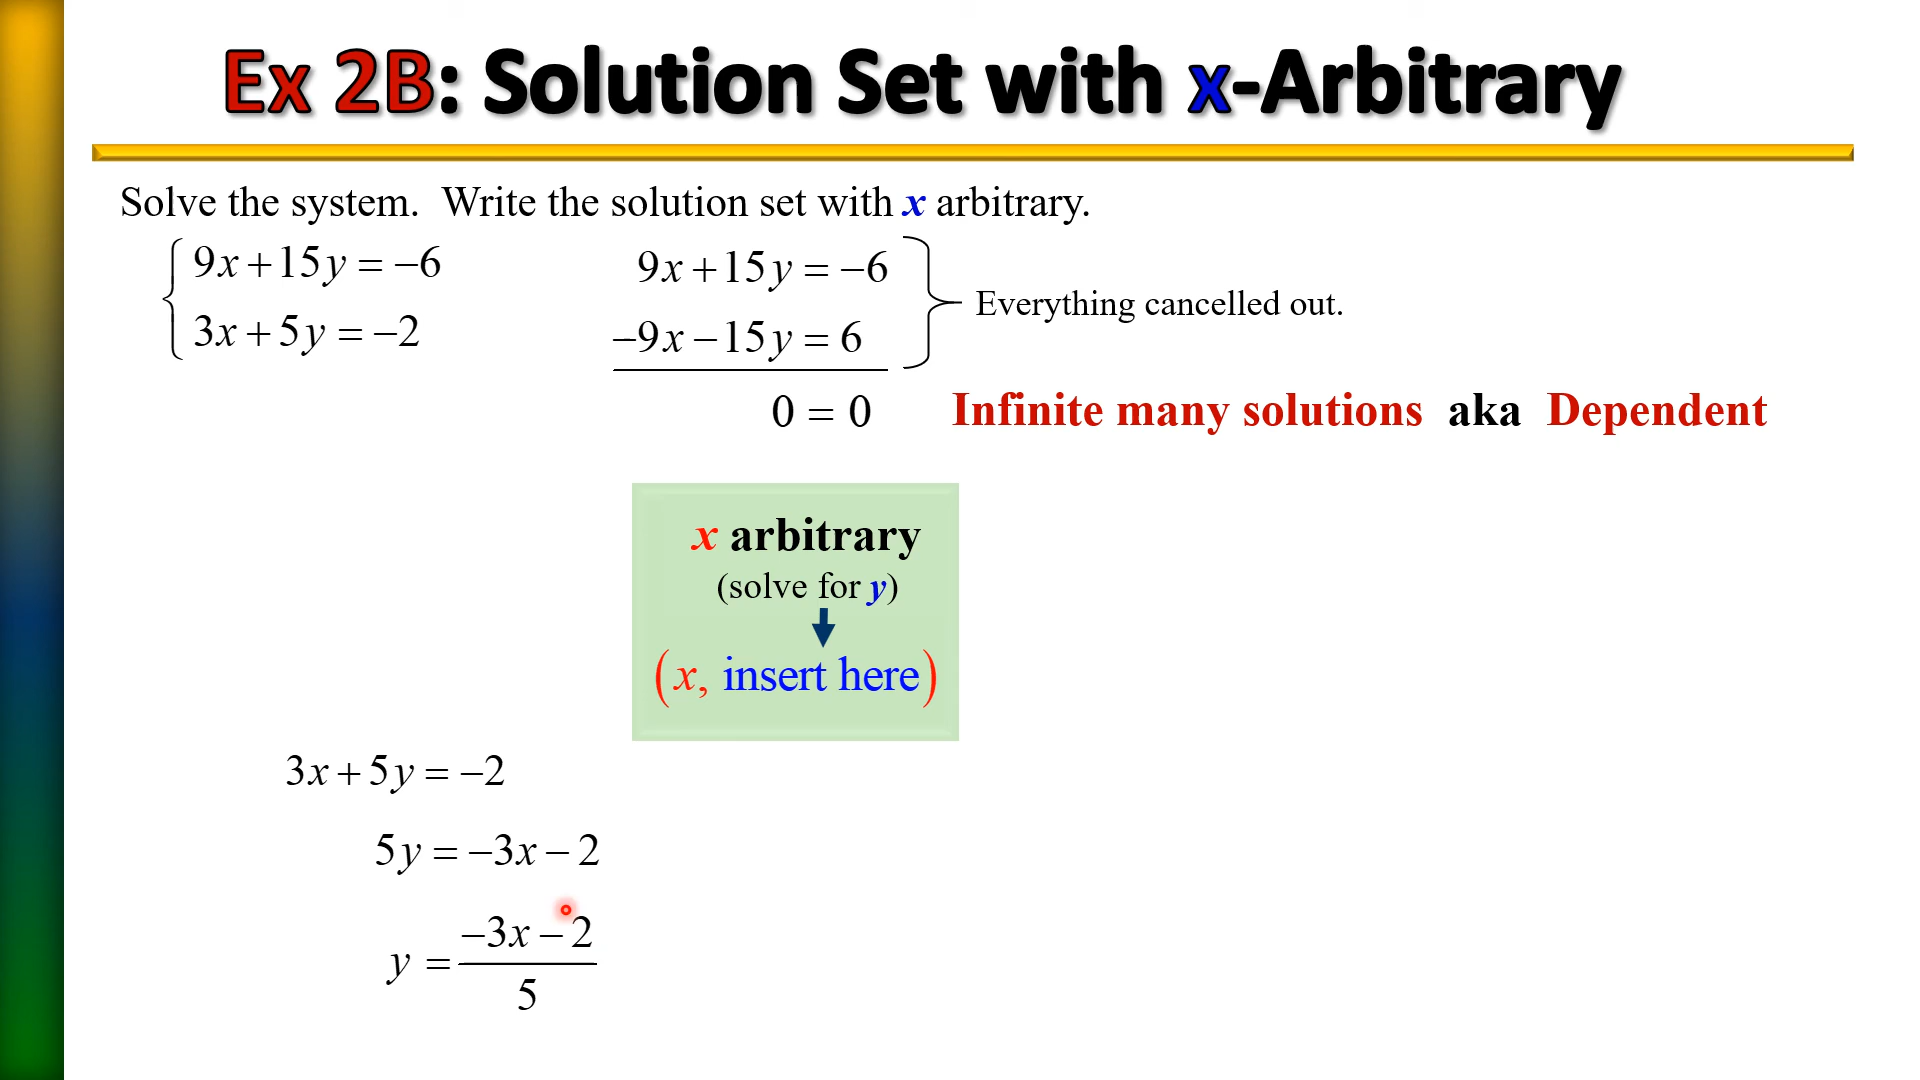 Ex 2B: Solution Set with x-Arbitrary
Solve the system. Write the solution set with x arbitrary.
9x + 15y = −6
3x + 5y = −2
9x + 15y = −6
−9x − 15y = 6
0 = 0
Everything cancelled out.
Infinite many solutions aka Dependent
x arbitrary
(solve for y)
(x, insert here)
3x + 5y = −2
5y = −3x − 2
y = (−3x − 2)/5